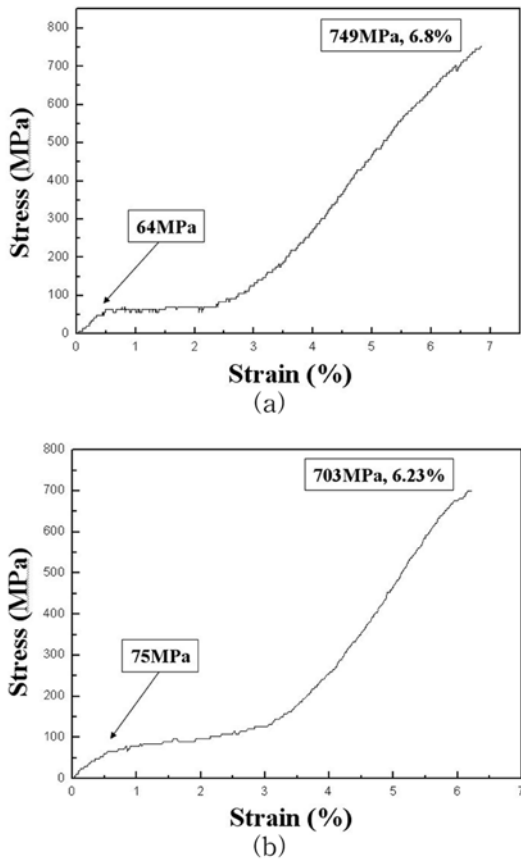 800
749MPa, 6.8%
700
600
500
400
300
64MPa
200
100
0
Stress (MPa)
0 1 2 3 4 5 6 7
Strain (%)
(a)
800
703MPa, 6.23%
700
600
500
400
300
75MPa
200
100
0
Stress (MPa)
0 1 2 3 4 5 6 7
Strain (%)
(b)